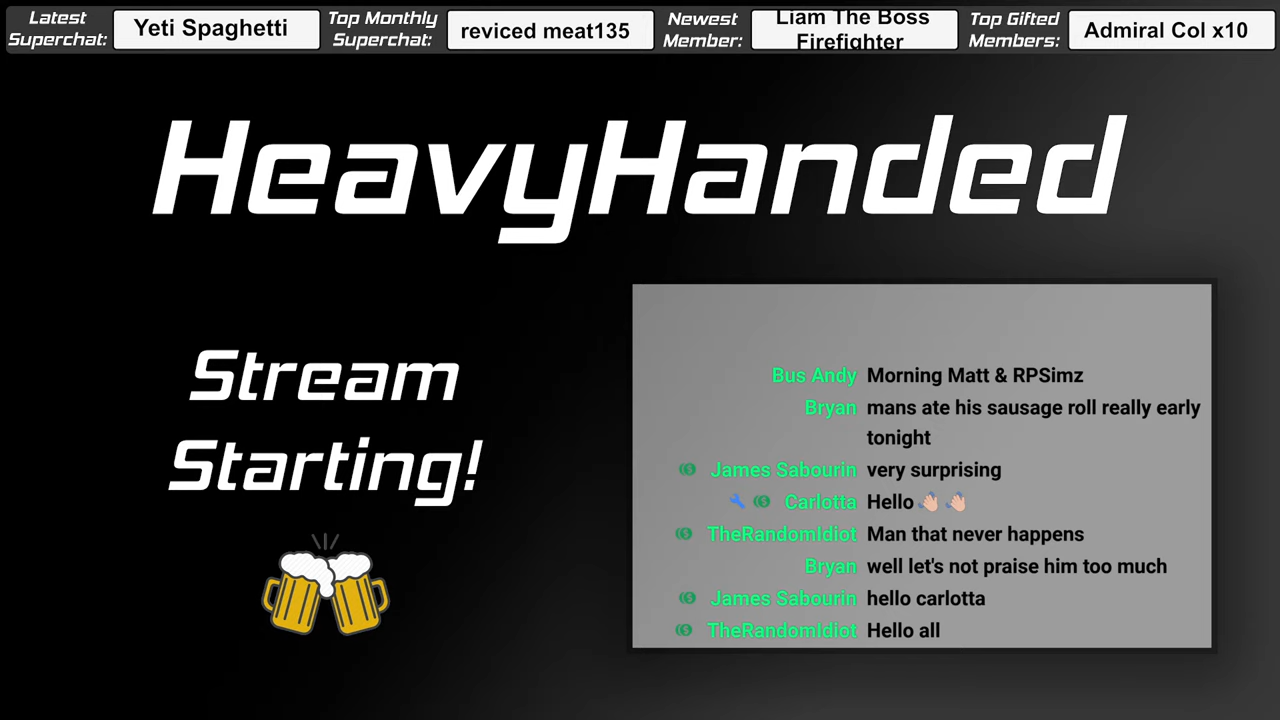 Latest
Superchat:
Yeti Spaghetti
Top Monthly
Superchat:
reviced meat135
Newest
Member:
Liam The Boss
Firefighter
Top Gifted
Members:
Admiral Col x10
HeavyHanded
Stream
Starting!
Bus Andy Morning Matt & RPSimz
Bryan mans ate his sausage roll really early
tonight
James Sabourin very surprising
Carlotta Hello 👋🏻 👋🏻
TheRandomIdiot Man that never happens
Bryan well let's not praise him too much
James Sabourin hello carlotta
TheRandomIdiot Hello all